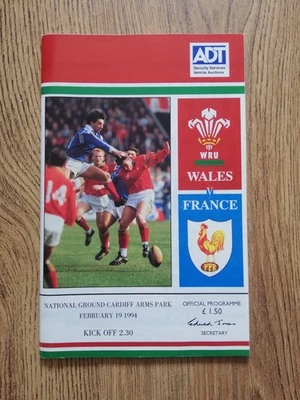 ADT
Security Services
Vehicle Auctions
WRU
WALES
V
FRANCE
FFR
14
NATIONAL GROUND CARDIFF ARMS PARK
FEBRUARY 19 1994
KICK OFF 2.30
OFFICIAL PROGRAMME
£ 1.50
SECRETARY